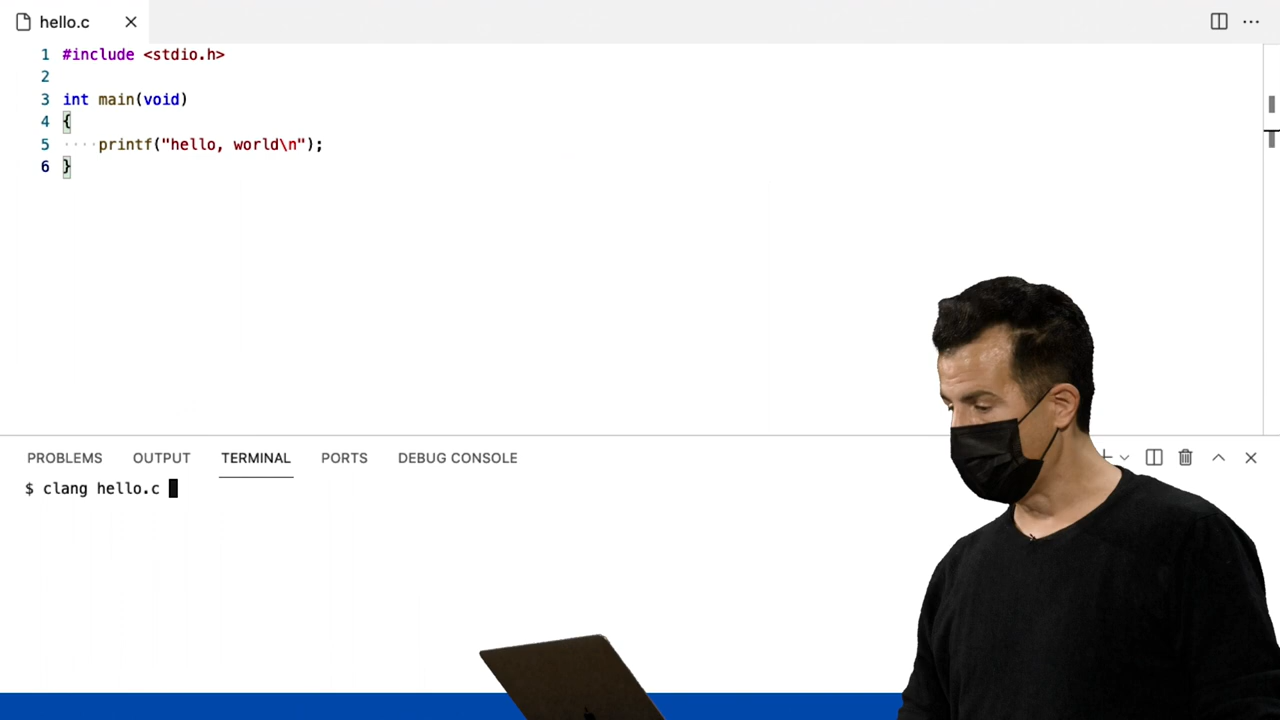 hello.c
1 #include <stdio.h>
2
3 int main(void)
4 {
5 ····printf("hello, world\n");
6 }
PROBLEMS OUTPUT TERMINAL PORTS DEBUG CONSOLE
$ clang hello.c